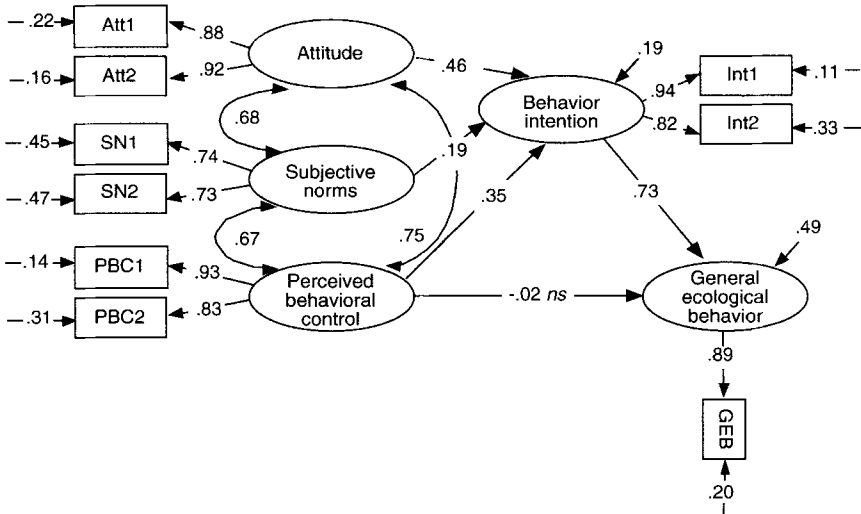 .22
Att1
.88
Attitude
.16
Att2
.92
.46
.19
Behavior
intention
.94
Int1
.11
.82
Int2
.33
.68
.45
SN1
.74
Subjective
norms
.19
.47
SN2
.73
.35
.73
.67
.75
.49
.14
PBC1
.93
Perceived
behavioral
control
-.02 ns
General
ecological
behavior
.31
PBC2
.83
.89
GEB
.20